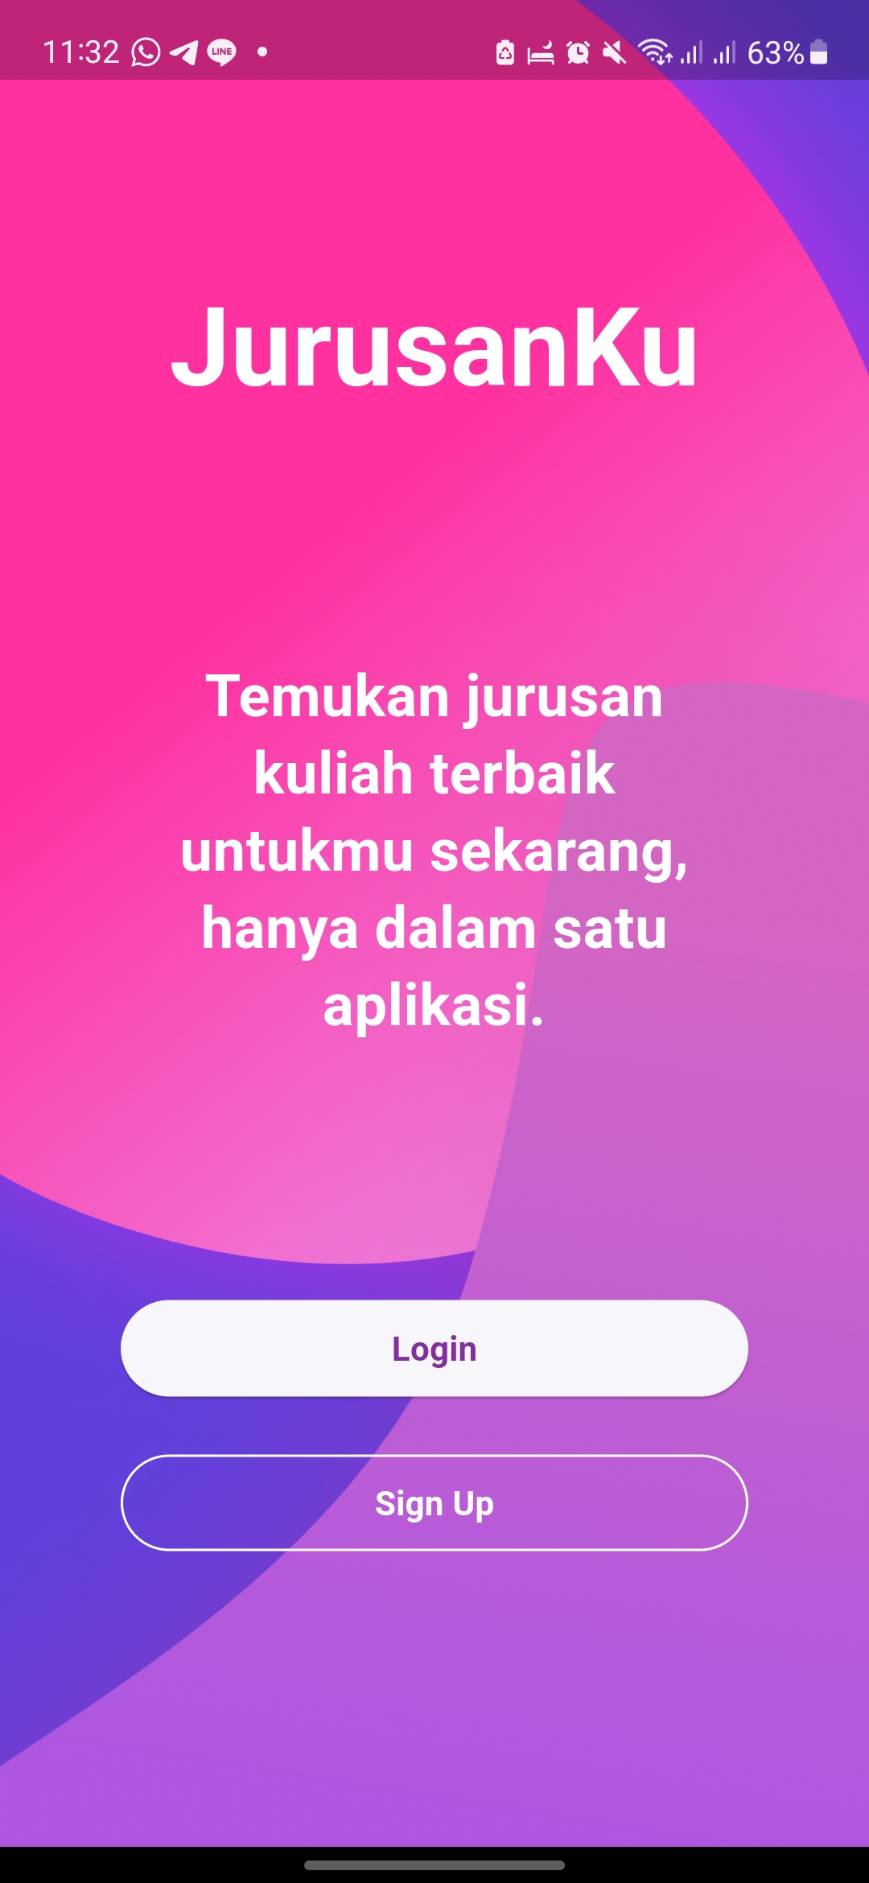 11:32 LINE 63%
JurusanKu
Temukan jurusan
kuliah terbaik
untukmu sekarang,
hanya dalam satu
aplikasi.
Login
Sign Up